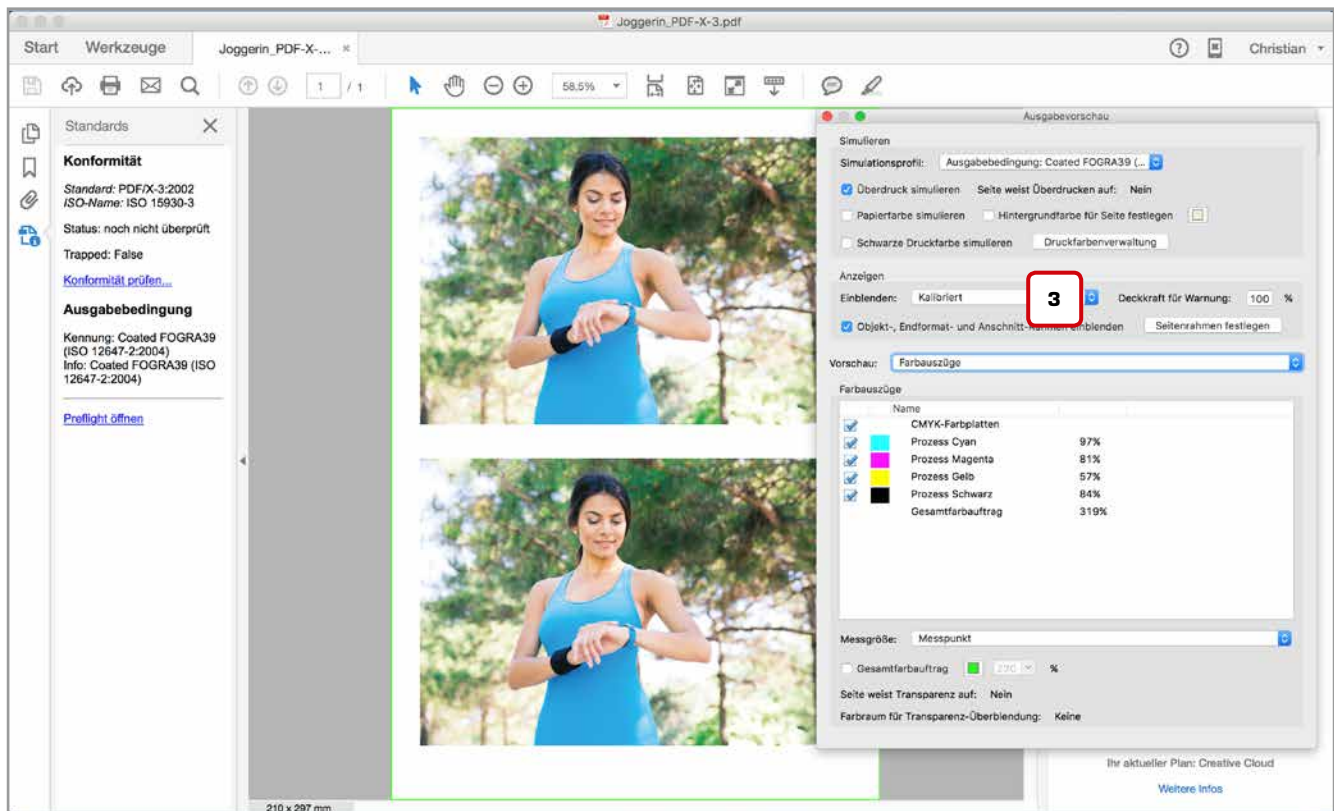 Joggerin_PDF-X-3.pdf
Start Werkzeuge Joggerin_PDF-X-... × Christian
1 / 1 58,5%
Standards
Konformität
Standard: PDF/X-3:2002
ISO-Name: ISO 15930-3
Status: noch nicht überprüft
Trapped: False
Konformität prüfen...
Ausgabebedingung
Kennung: Coated FOGRA39
(ISO 12647-2:2004)
Info: Coated FOGRA39 (ISO
12647-2:2004)
Preflight öffnen
210 x 297 mm
Ausgabevorschau
Simulieren
Simulationsprofil: Ausgabebedingung: Coated FOGRA39 (...
Überdruck simulieren Seite weist Überdrucken auf: Nein
Papierfarbe simulieren Hintergrundfarbe für Seite festlegen
Schwarze Druckfarbe simulieren Druckfarbenverwaltung
Anzeigen
Einblenden: Kalibriert 3 Deckkraft für Warnung: 100 %
Objekt-, Endformat- und Anschnitt-Rahmen einblenden Seitenrahmen festlegen
Vorschau: Farbauszüge
Farbauszüge
Name
CMYK-Farbplatten
Prozess Cyan 97%
Prozess Magenta 81%
Prozess Gelb 57%
Prozess Schwarz 84%
Gesamtfarbauftrag 319%
Messgröße: Messpunkt
Gesamtfarbauftrag %
Seite weist Transparenz auf: Nein
Farbraum für Transparenz-Überblendung: Keine
Ihr aktueller Plan: Creative Cloud
Weitere Infos